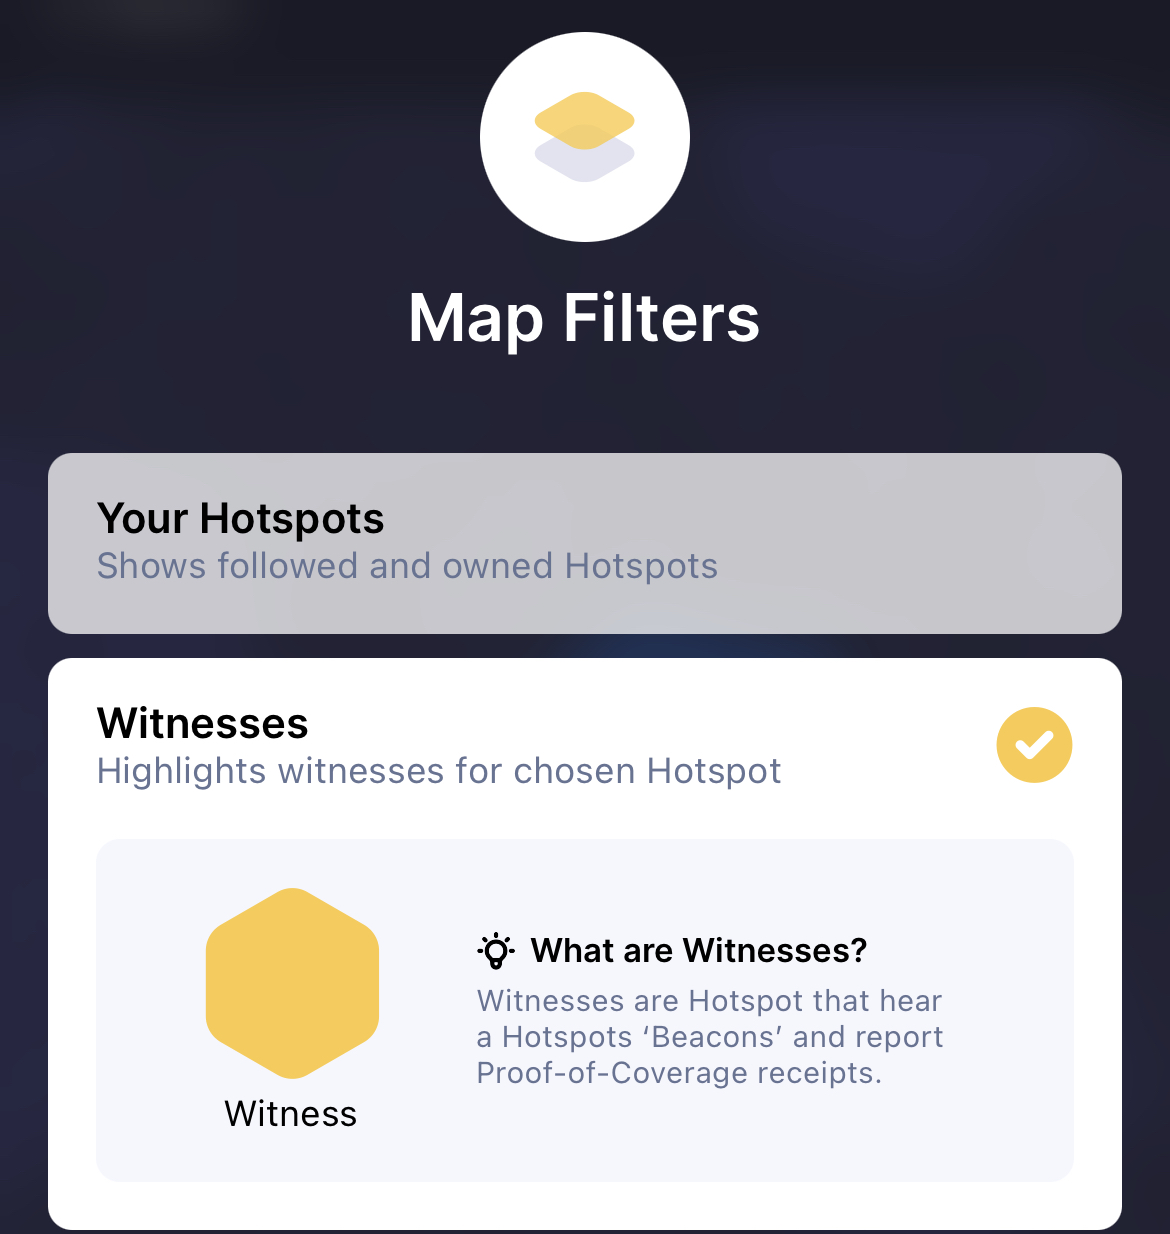 Map Filters
Your Hotspots
Shows followed and owned Hotspots
Witnesses
Highlights witnesses for chosen Hotspot
What are Witnesses?
Witnesses are Hotspot that hear
a Hotspots ‘Beacons’ and report
Proof-of-Coverage receipts.
Witness